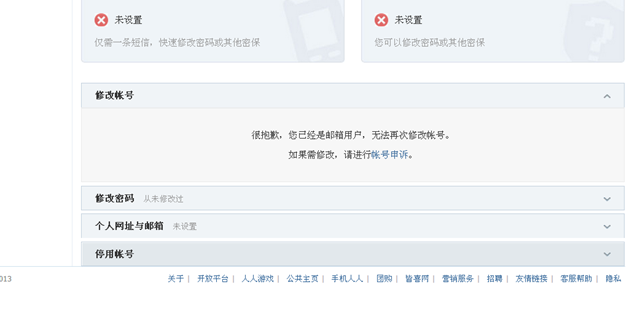 未设置
未设置
仅需一条短信，快速修改密码或其他密保
您可以修改密码或其他密保
修改帐号
很抱歉，您已经是邮箱用户，无法再次修改帐号。
如果需修改，请进行帐号申诉。
修改密码 从未修改过
个人网址与邮箱 未设置
停用帐号
013
关于 | 开放平台 | 人人游戏 | 公共主页 | 手机人人 | 团购 | 皆喜网 | 营销服务 | 招聘 | 友情链接 | 客服帮助 | 隐私